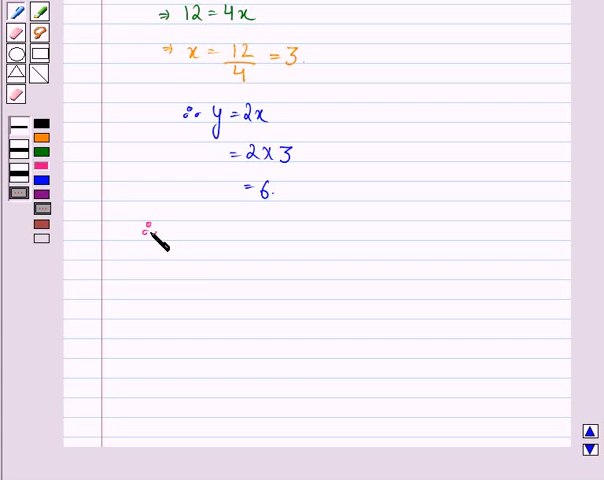 ⇒ 12 = 4x
⇒ x = 12/4 = 3.
∴ y = 2x
= 2 x 3
= 6.
∴